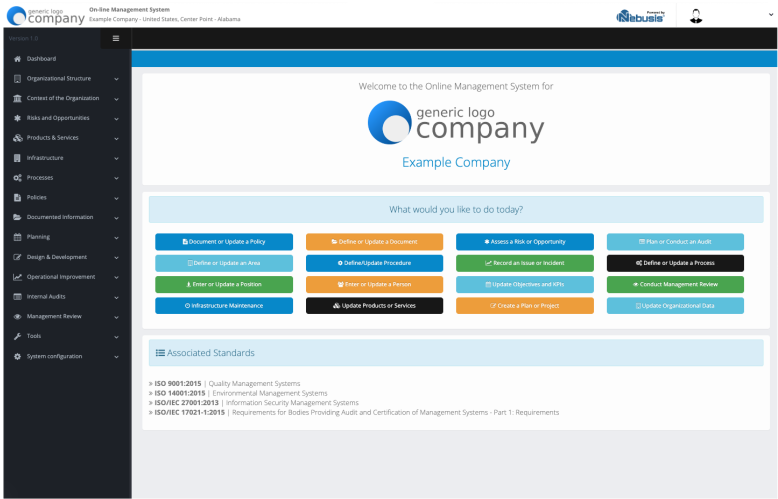 generic logo
company
On-line Management System
Example Company - United States, Center Point - Alabama
Powered by
Nebusis
Version 1.0
Dashboard
Organizational Structure
Context of the Organization
Risks and Opportunities
Products & Services
Infrastructure
Processes
Policies
Documented Information
Planning
Design & Development
Operational Improvement
Internal Audits
Management Review
Tools
System configuration
Welcome to the Online Management System for
generic logo
company
Example Company
What would you like to do today?
Document or Update a Policy
Define or Update a Document
Assess a Risk or Opportunity
Plan or Conduct an Audit
Define or Update an Area
Define/Update Procedure
Record an Issue or Incident
Define or Update a Process
Enter or Update a Position
Enter or Update a Person
Update Objectives and KPIs
Conduct Management Review
Infrastructure Maintenance
Update Products or Services
Create a Plan or Project
Update Organizational Data
Associated Standards
» ISO 9001:2015 | Quality Management Systems
» ISO 14001:2015 | Environmental Management Systems
» ISO/IEC 27001:2013 | Information Security Management Systems
» ISO/IEC 17021-1:2015 | Requirements for Bodies Providing Audit and Certification of Management Systems - Part 1: Requirements